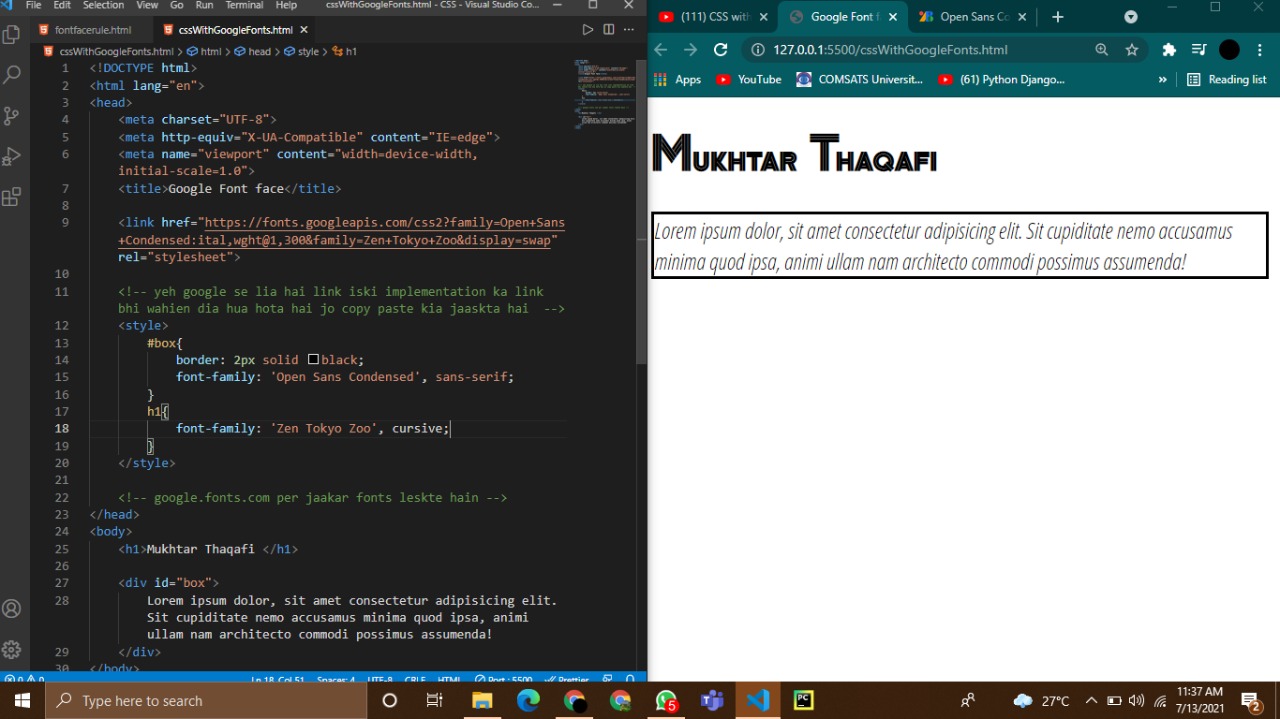 File Edit Selection View Go Run Terminal Help cssWithGoogleFonts.html - CSS - Visual Studio Co...
fontfacerule.html cssWithGoogleFonts.html
cssWithGoogleFonts.html > html > head > style > h1
1 <!DOCTYPE html>
2 <html lang="en">
3 <head>
4 <meta charset="UTF-8">
5 <meta http-equiv="X-UA-Compatible" content="IE=edge">
6 <meta name="viewport" content="width=device-width,
initial-scale=1.0">
7 <title>Google Font face</title>
8
9 <link href="https://fonts.googleapis.com/css2?family=Open+Sans
+Condensed:ital,wght@1,300&family=Zen+Tokyo+Zoo&display=swap"
rel="stylesheet">
10
11 <!-- yeh google se lia hai link iski implementation ka link
bhi wahien dia hua hota hai jo copy paste kia jaaskta hai -->
12 <style>
13 #box{
14 border: 2px solid black;
15 font-family: 'Open Sans Condensed', sans-serif;
16 }
17 h1{
18 font-family: 'Zen Tokyo Zoo', cursive;
19 }
20 </style>
21
22 <!-- google.fonts.com per jaakar fonts leskte hain -->
23 </head>
24 <body>
25 <h1>Mukhtar Thaqafi </h1>
26
27 <div id="box">
28 Lorem ipsum dolor, sit amet consectetur adipisicing elit.
Sit cupiditate nemo accusamus minima quod ipsa, animi
ullam nam architecto commodi possimus assumenda!
29 </div>
30 </body>
0 0 Ln 18, Col 51 Spaces: 4 UTF-8 CRLF HTML Port : 5500 Prettier
(111) CSS with Google Font f Open Sans Co
127.0.0.1:5500/cssWithGoogleFonts.html
Apps YouTube COMSATS Universit... (61) Python Django... » Reading list
Mukhtar Thaqafi
Lorem ipsum dolor, sit amet consectetur adipisicing elit. Sit cupiditate nemo accusamus
minima quod ipsa, animi ullam nam architecto commodi possimus assumenda!
Type here to search
5
PC
27°C
11:37 AM
7/13/2021
2